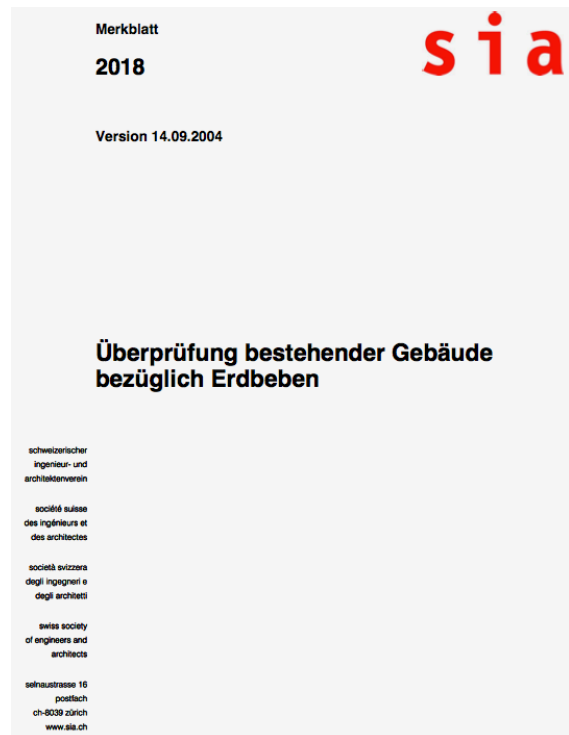 Merkblatt
sia
2018
Version 14.09.2004
Überprüfung bestehender Gebäude
bezüglich Erdbeben
schweizerischer
ingenieur- und
architektenverein
société suisse
des ingénieurs et
des architectes
società svizzera
degli ingegneri e
degli architetti
swiss society
of engineers and
architects
selnaustrasse 16
postfach
ch-8039 zürich
www.sia.ch